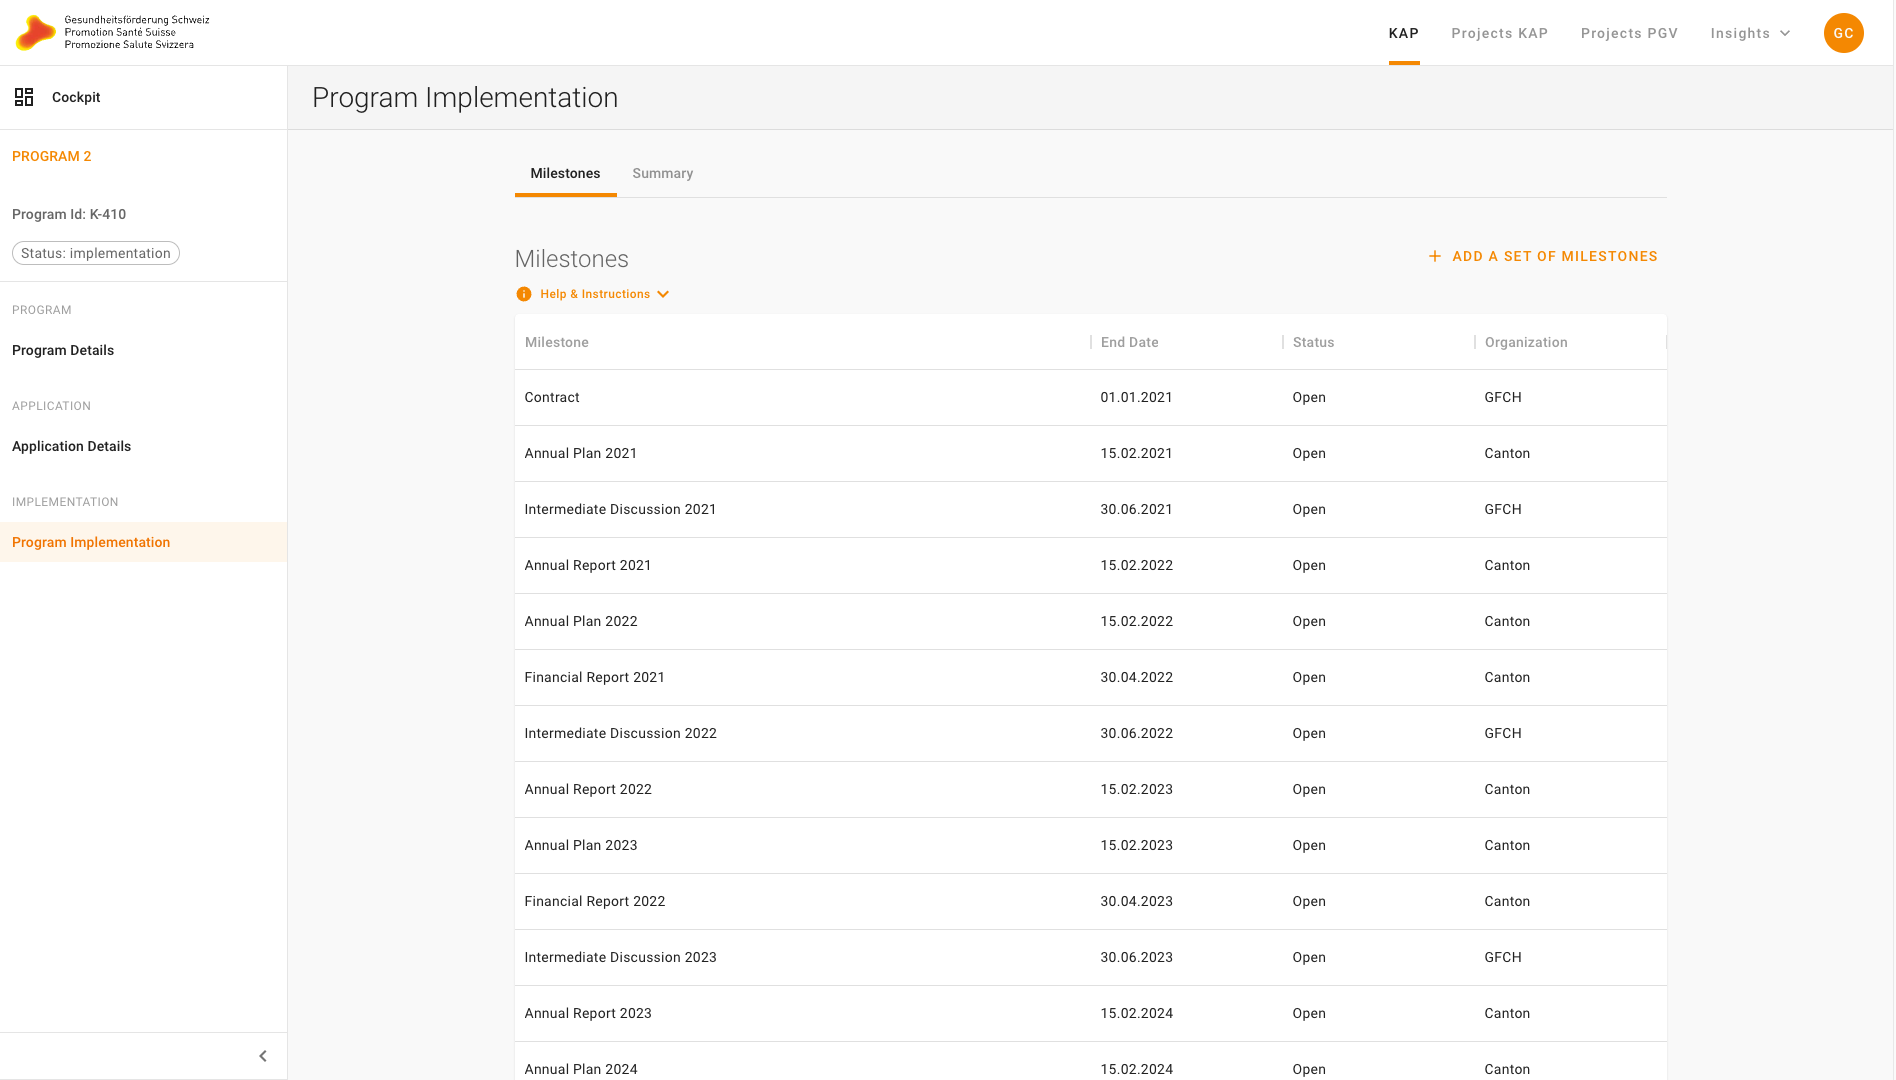 Gesundheitsförderung Schweiz
Promotion Santé Suisse
Promozione Salute Svizzera
KAP
Projects KAP
Projects PGV
Insights
GC
Cockpit
Program Implementation
PROGRAM 2
Program Id: K-410
Status: implementation
PROGRAM
Program Details
APPLICATION
Application Details
IMPLEMENTATION
Program Implementation
Milestones
Summary
Milestones
+ ADD A SET OF MILESTONES
Help & Instructions
Milestone End Date Status Organization
Contract 01.01.2021 Open GFCH
Annual Plan 2021 15.02.2021 Open Canton
Intermediate Discussion 2021 30.06.2021 Open GFCH
Annual Report 2021 15.02.2022 Open Canton
Annual Plan 2022 15.02.2022 Open Canton
Financial Report 2021 30.04.2022 Open Canton
Intermediate Discussion 2022 30.06.2022 Open GFCH
Annual Report 2022 15.02.2023 Open Canton
Annual Plan 2023 15.02.2023 Open Canton
Financial Report 2022 30.04.2023 Open Canton
Intermediate Discussion 2023 30.06.2023 Open GFCH
Annual Report 2023 15.02.2024 Open Canton
Annual Plan 2024 15.02.2024 Open Canton